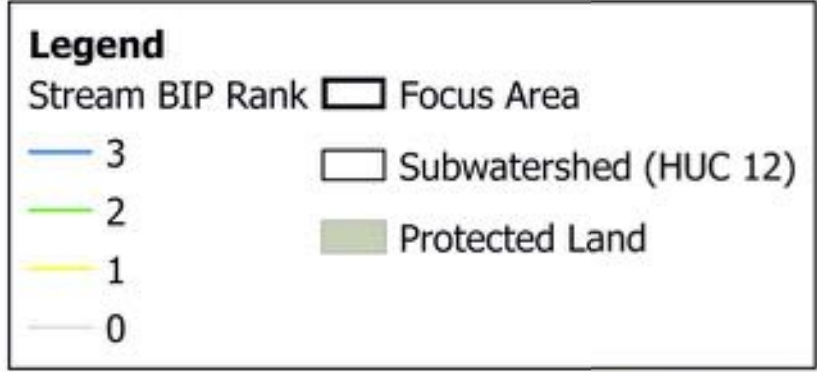 Legend
Stream BIP Rank
3
2
1
0
Focus Area
Subwatershed (HUC 12)
Protected Land